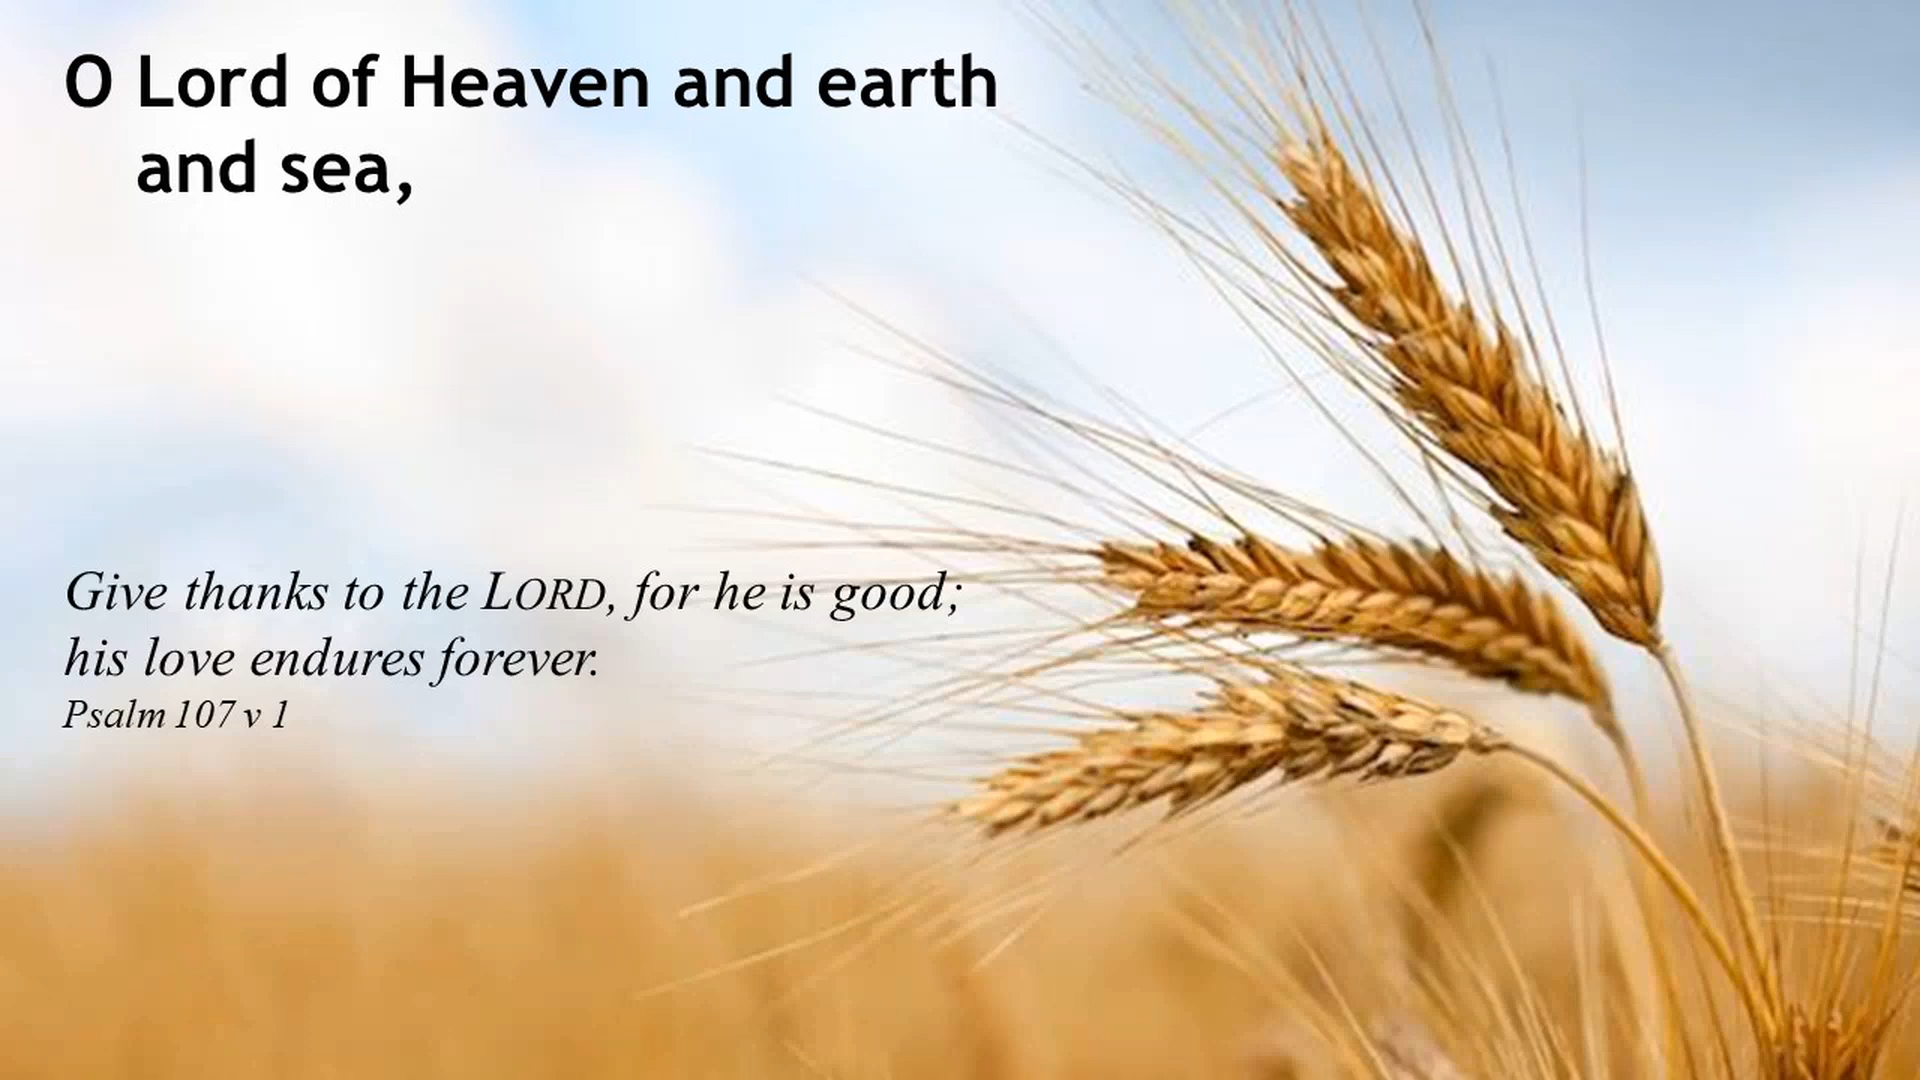 O Lord of Heaven and earth
and sea,
Give thanks to the LORD, for he is good;
his love endures forever.
Psalm 107 v 1